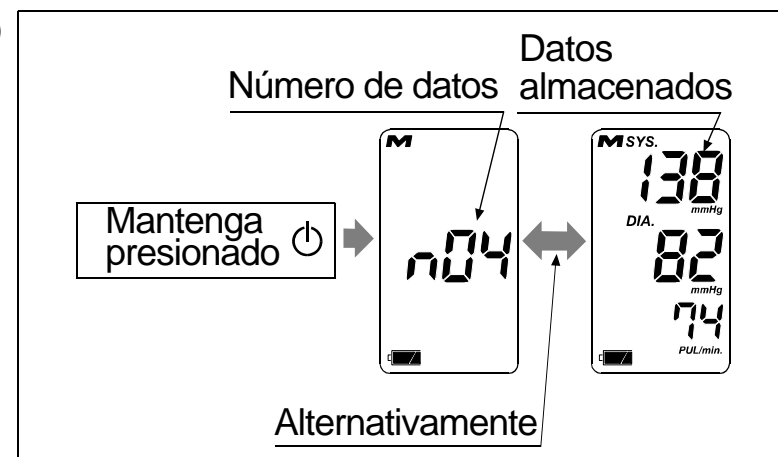 Datos
Número de datos almacenados
M
M SYS.
138
mmHg
Mantenga
presionado
DIA.
n04
82
mmHg
74
PUL/min.
Alternativamente